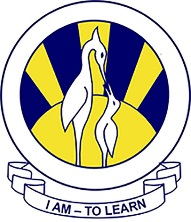 I AM – TO LEARN